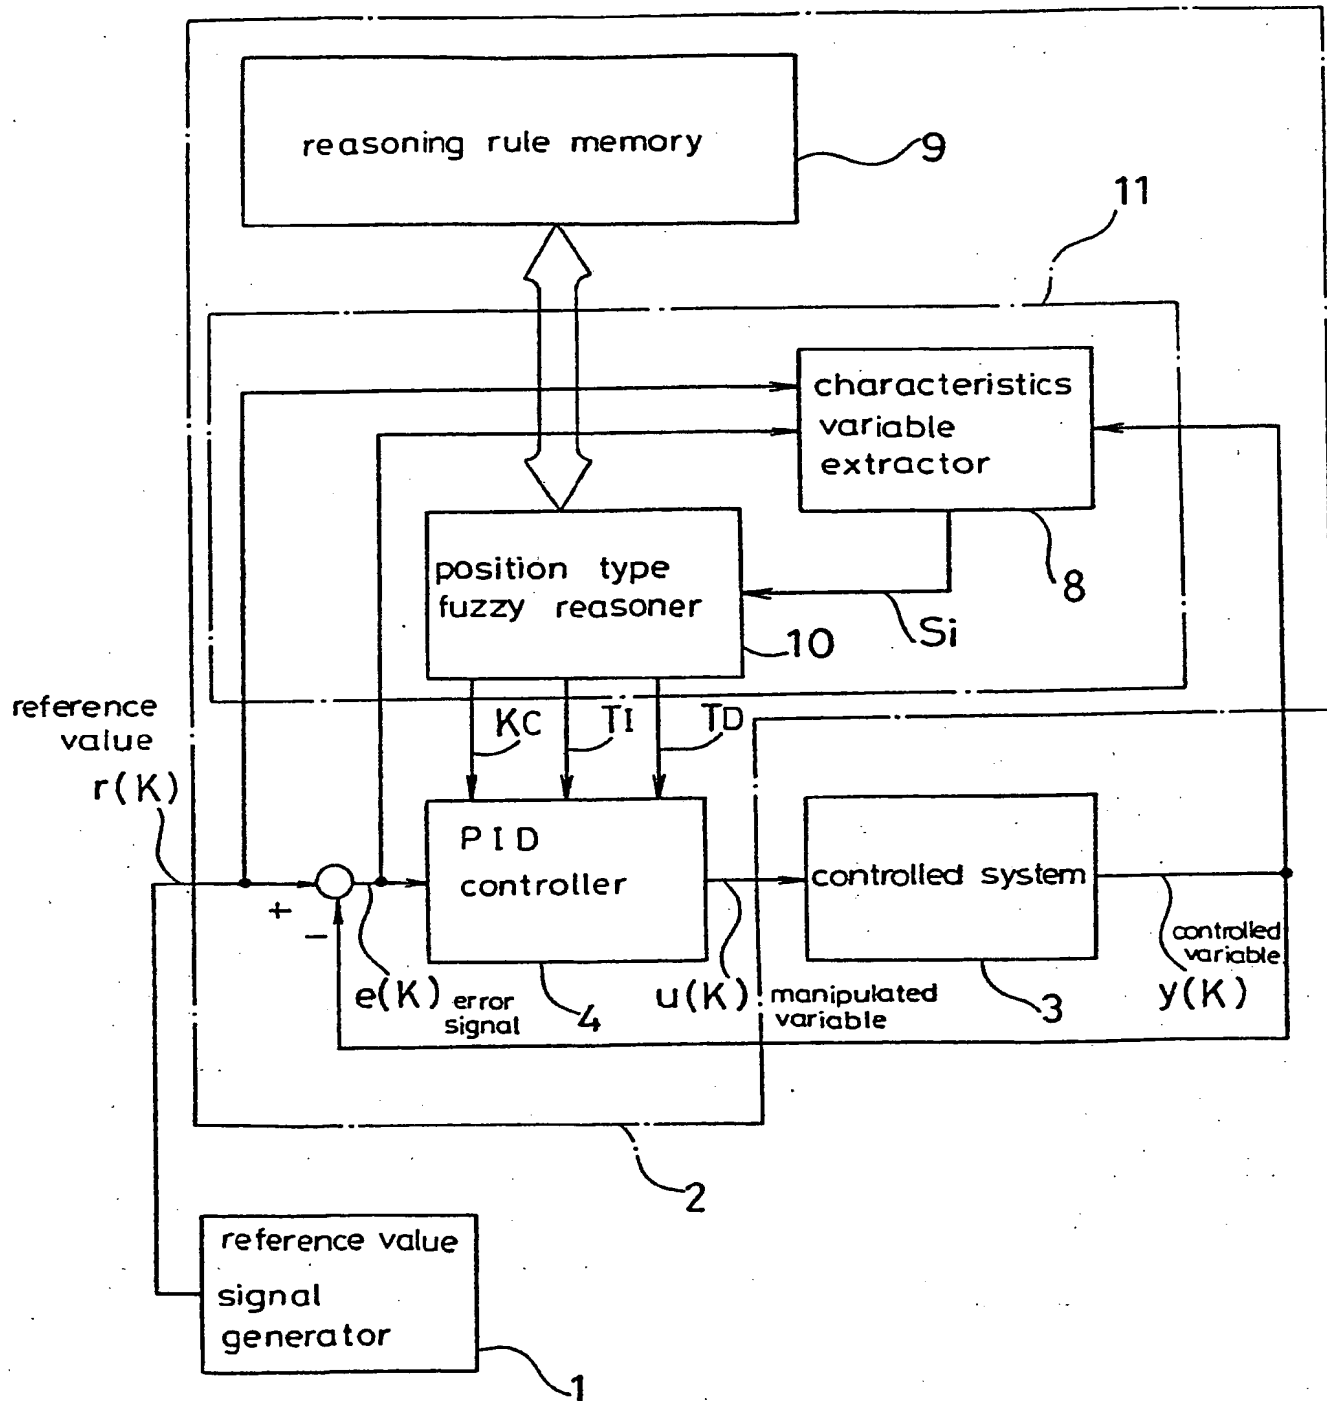 reasoning rule memory
9
11
characteristics
variable
extractor
8
position type
fuzzy reasoner
10
Si
KC
TI
TD
reference
value
r(K)
PID
controller
controlled system
+
-
e(K) error
signal
4
u(K) manipulated
variable
3
controlled
variable
y(K)
2
reference value
signal
generator
1